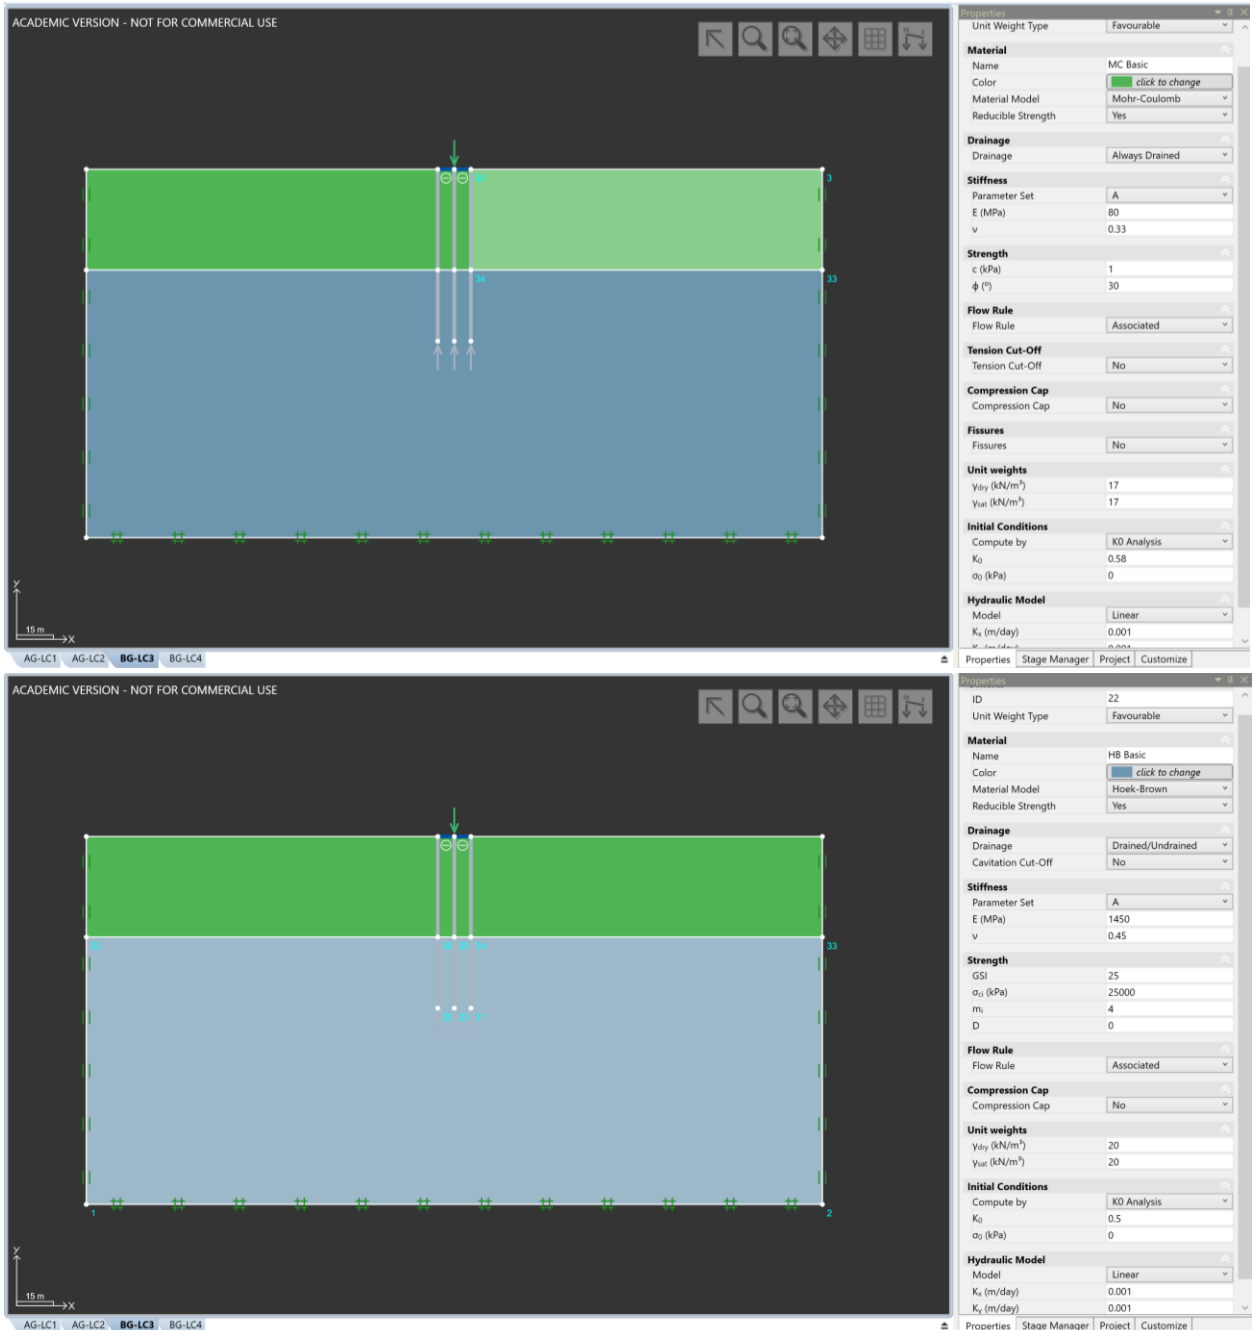 ACADEMIC VERSION - NOT FOR COMMERCIAL USE
3
34
33
y
15 m
x
AG-LC1 AG-LC2 BG-LC3 BG-LC4
Properties
Unit Weight Type Favourable
Material
Name MC Basic
Color click to change
Material Model Mohr-Coulomb
Reducible Strength Yes
Drainage
Drainage Always Drained
Stiffness
Parameter Set A
E (MPa) 80
ν 0.33
Strength
c (kPa) 1
ϕ (°) 30
Flow Rule
Flow Rule Associated
Tension Cut-Off
Tension Cut-Off No
Compression Cap
Compression Cap No
Fissures
Fissures No
Unit weights
γdry (kN/m³) 17
γsat (kN/m³) 17
Initial Conditions
Compute by K0 Analysis
K₀ 0.58
σ₀ (kPa) 0
Hydraulic Model
Model Linear
Kₓ (m/day) 0.001
Properties Stage Manager Project Customize
ACADEMIC VERSION - NOT FOR COMMERCIAL USE
33
1
2
y
15 m
x
AG-LC1 AG-LC2 BG-LC3 BG-LC4
Properties
ID 22
Unit Weight Type Favourable
Material
Name HB Basic
Color click to change
Material Model Hoek-Brown
Reducible Strength Yes
Drainage
Drainage Drained/Undrained
Cavitation Cut-Off No
Stiffness
Parameter Set A
E (MPa) 1450
ν 0.45
Strength
GSI 25
σci (kPa) 25000
mi 4
D 0
Flow Rule
Flow Rule Associated
Compression Cap
Compression Cap No
Unit weights
γdry (kN/m³) 20
γsat (kN/m³) 20
Initial Conditions
Compute by K0 Analysis
K₀ 0.5
σ₀ (kPa) 0
Hydraulic Model
Model Linear
Kₓ (m/day) 0.001
Ky (m/day) 0.001
Properties Stage Manager Project Customize